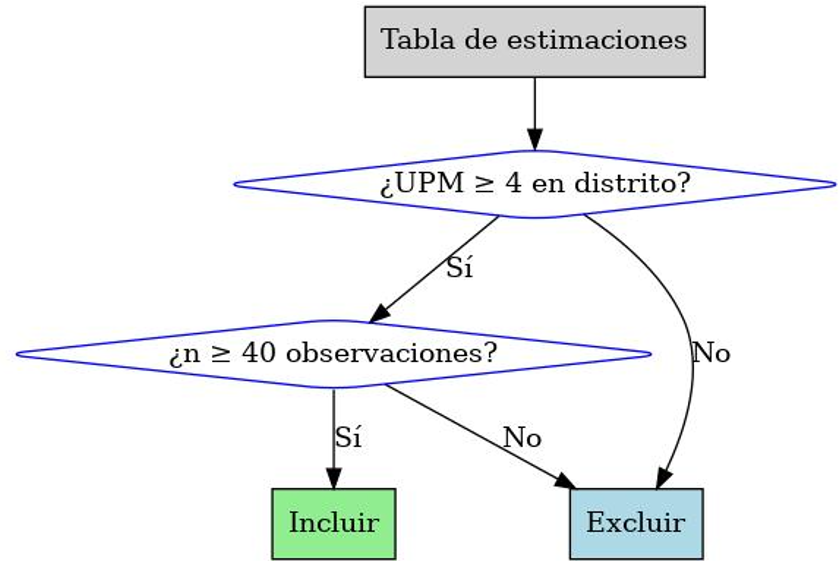 Tabla de estimaciones
¿UPM ≥ 4 en distrito?
Sí
¿n ≥ 40 observaciones?
No
Sí
No
Incluir
Excluir